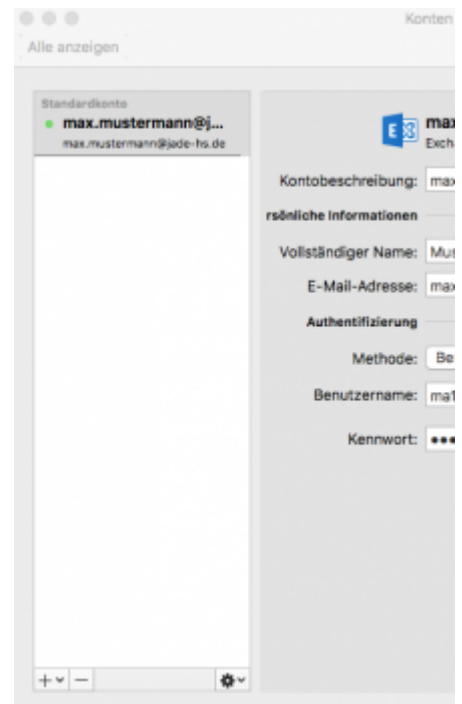 Konten
Alle anzeigen
Standardkonto
max.mustermann@j...
max.mustermann@jade-hs.de
max
Exch
Kontobeschreibung: max
rsönliche Informationen
Vollständiger Name: Mus
E-Mail-Adresse: max
Authentifizierung
Methode: Be
Benutzername: ma1
Kennwort: •••